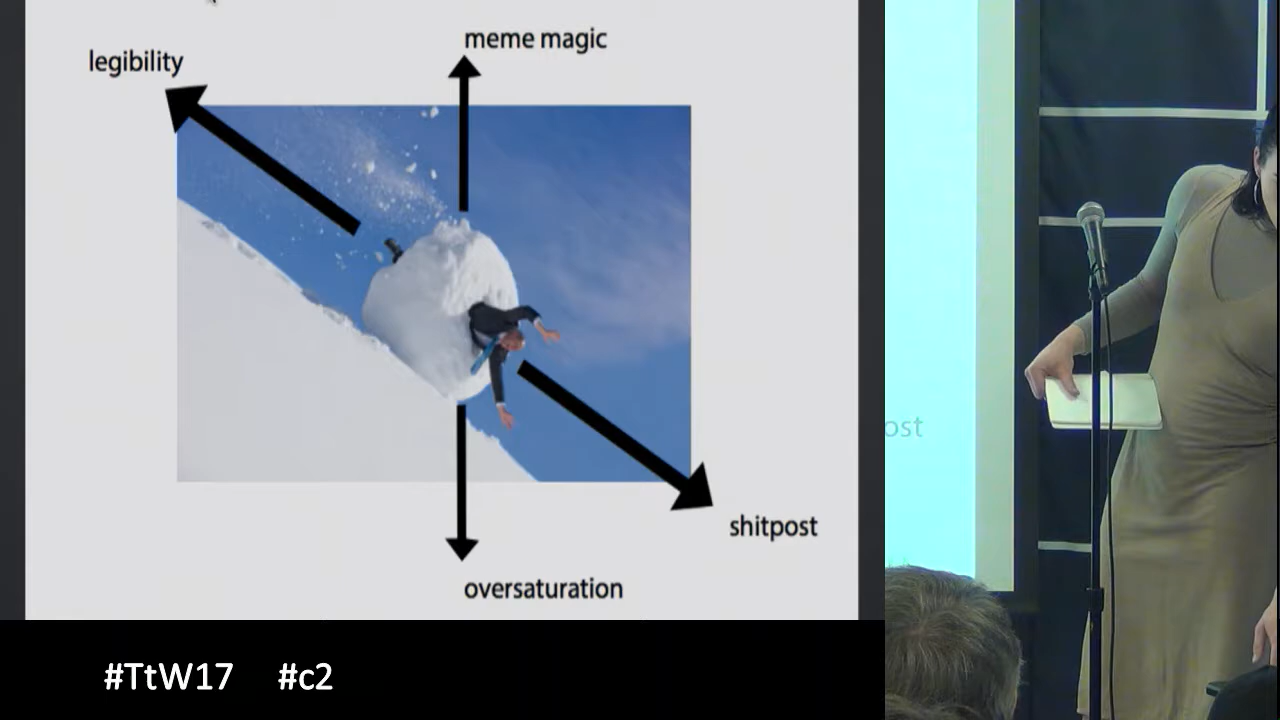 meme magic
legibility
ost
shitpost
oversaturation
#TtW17 #c2